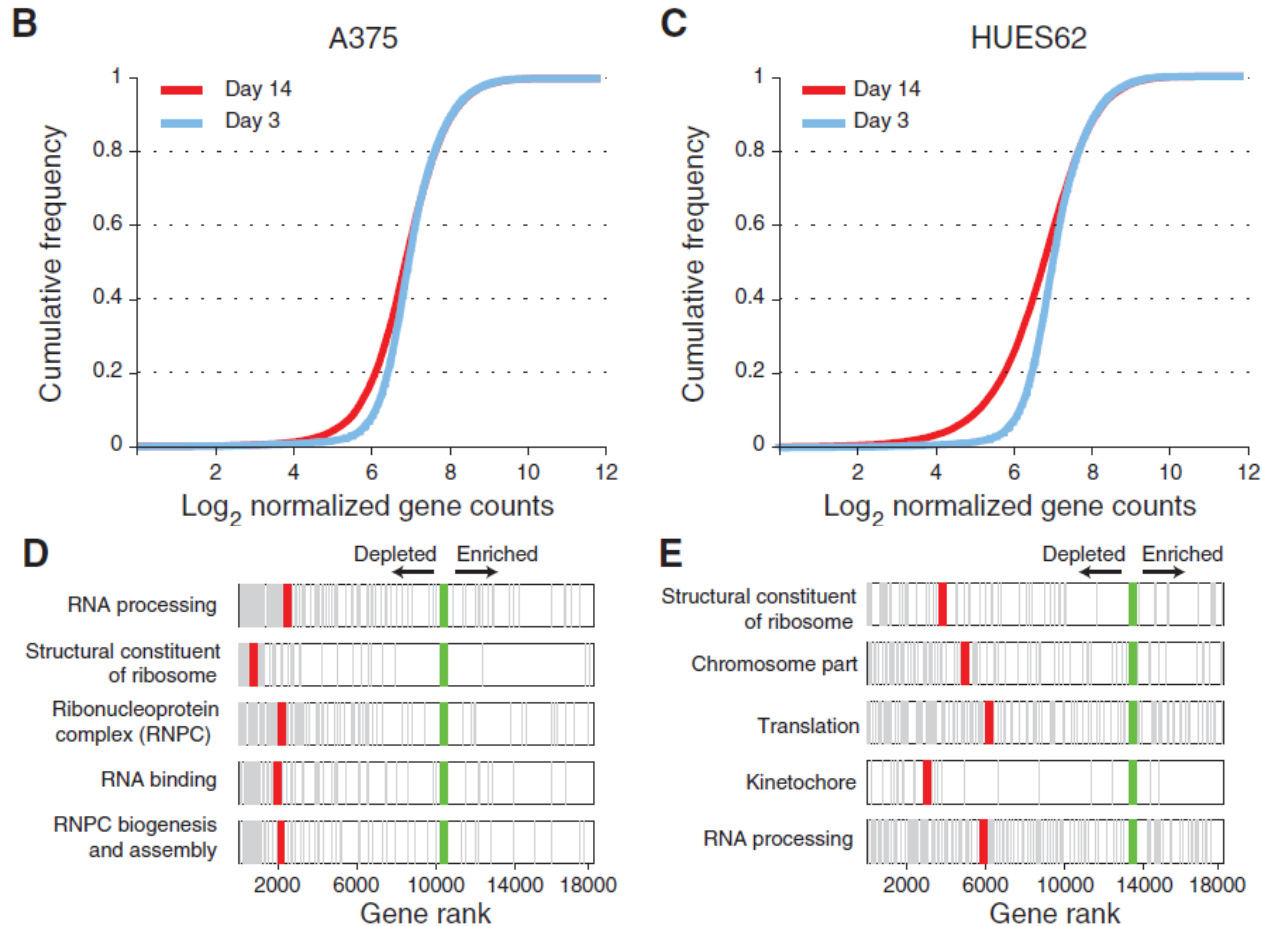 B
A375
Day 14
Day 3
Cumulative frequency
1
0.8
0.6
0.4
0.2
0
2 4 6 8 10 12
Log2 normalized gene counts
C
HUES62
Day 14
Day 3
Cumulative frequency
1
0.8
0.6
0.4
0.2
0
2 4 6 8 10 12
Log2 normalized gene counts
D
Depleted Enriched
RNA processing
Structural constituent
of ribosome
Ribonucleoprotein
complex (RNPC)
RNA binding
RNPC biogenesis
and assembly
2000 6000 10000 14000 18000
Gene rank
E
Depleted Enriched
Structural constituent
of ribosome
Chromosome part
Translation
Kinetochore
RNA processing
2000 6000 10000 14000 18000
Gene rank